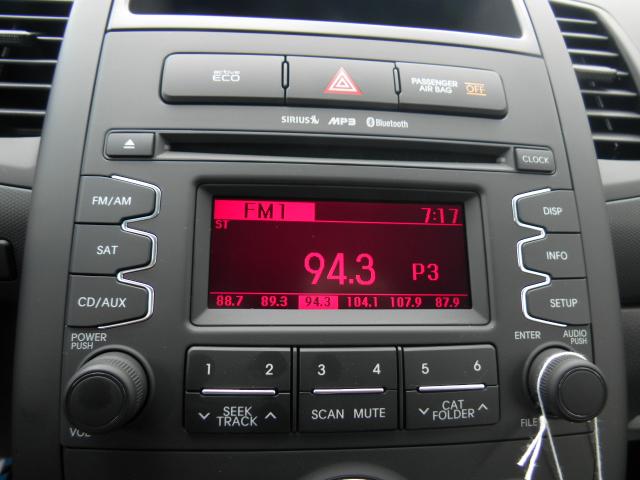 active ECO
PASSENGER AIR BAG OFF
SIRIUS MP3 Bluetooth
CLOCK
FM/AM
SAT
CD/AUX
FM1 7:17
ST
94.3 P3
88.7 89.3 94.3 104.1 107.9 87.9
DISP
INFO
SETUP
POWER
PUSH
VOL
1 2 3 4 5 6
SEEK
TRACK
SCAN MUTE
CAT
FOLDER
ENTER
AUDIO
PUSH
FILE